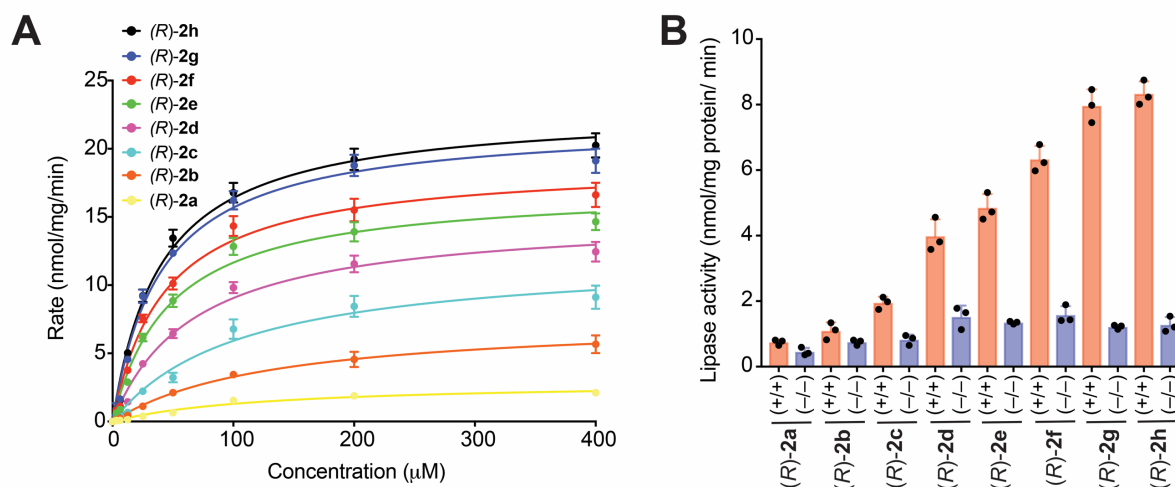 A
(R)-2h
(R)-2g
(R)-2f
(R)-2e
(R)-2d
(R)-2c
(R)-2b
(R)-2a
Rate (nmol/mg/min)
25
20
15
10
5
0
0 100 200 400
Concentration (μM)
B
Lipase activity (nmol/mg protein/ min)
10
8
6
4
2
0
(+/+) (−/−) (+/+) (−/−) (+/+) (−/−) (+/+) (−/−) (+/+) (−/−) (+/+) (−/−) (+/+) (−/−) (+/+) (−/−)
(R)-2a (R)-2b (R)-2c (R)-2d (R)-2e (R)-2f (R)-2g (R)-2h